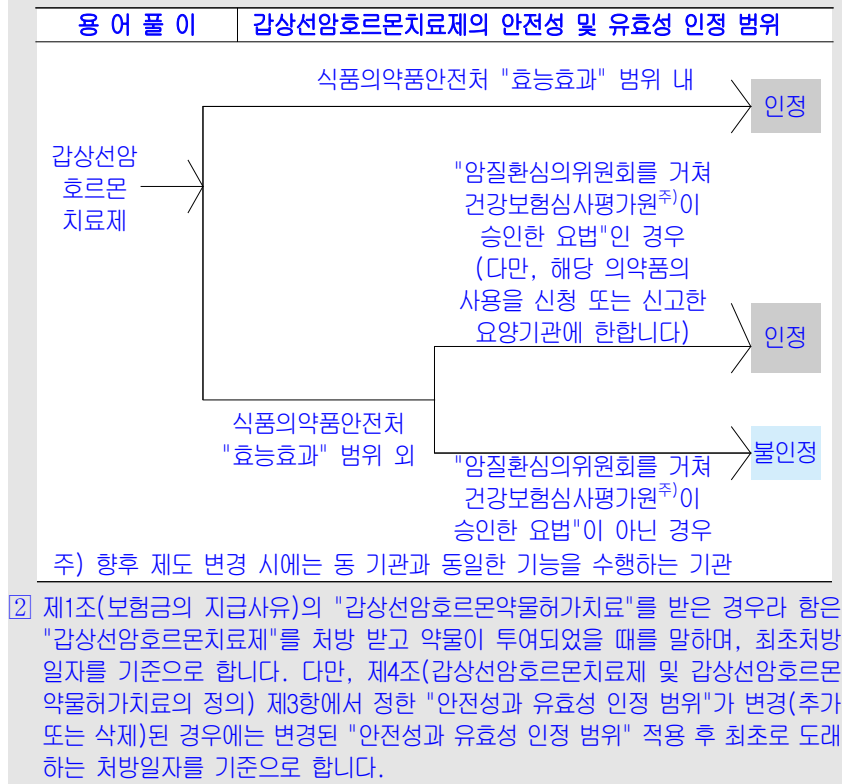 용 어 풀 이 갑상선암호르몬치료제의 안전성 및 유효성 인정 범위
식품의약품안전처 "효능효과" 범위 내
인정
갑상선암
호르몬
치료제
"암질환심의위원회를 거쳐
건강보험심사평가원주)이
승인한 요법"인 경우
(다만, 해당 의약품의
사용을 신청 또는 신고한
요양기관에 한합니다)
인정
식품의약품안전처
"효능효과" 범위 외
불인정
"암질환심의위원회를 거쳐
건강보험심사평가원주)이
승인한 요법"이 아닌 경우
주) 향후 제도 변경 시에는 동 기관과 동일한 기능을 수행하는 기관
2 제1조(보험금의 지급사유)의 "갑상선암호르몬약물허가치료"를 받은 경우라 함은
"갑상선암호르몬치료제"를 처방 받고 약물이 투여되었을 때를 말하며, 최초처방
일자를 기준으로 합니다. 다만, 제4조(갑상선암호르몬치료제 및 갑상선암호르몬
약물허가치료의 정의) 제3항에서 정한 "안전성과 유효성 인정 범위"가 변경(추가
또는 삭제)된 경우에는 변경된 "안전성과 유효성 인정 범위" 적용 후 최초로 도래
하는 처방일자를 기준으로 합니다.